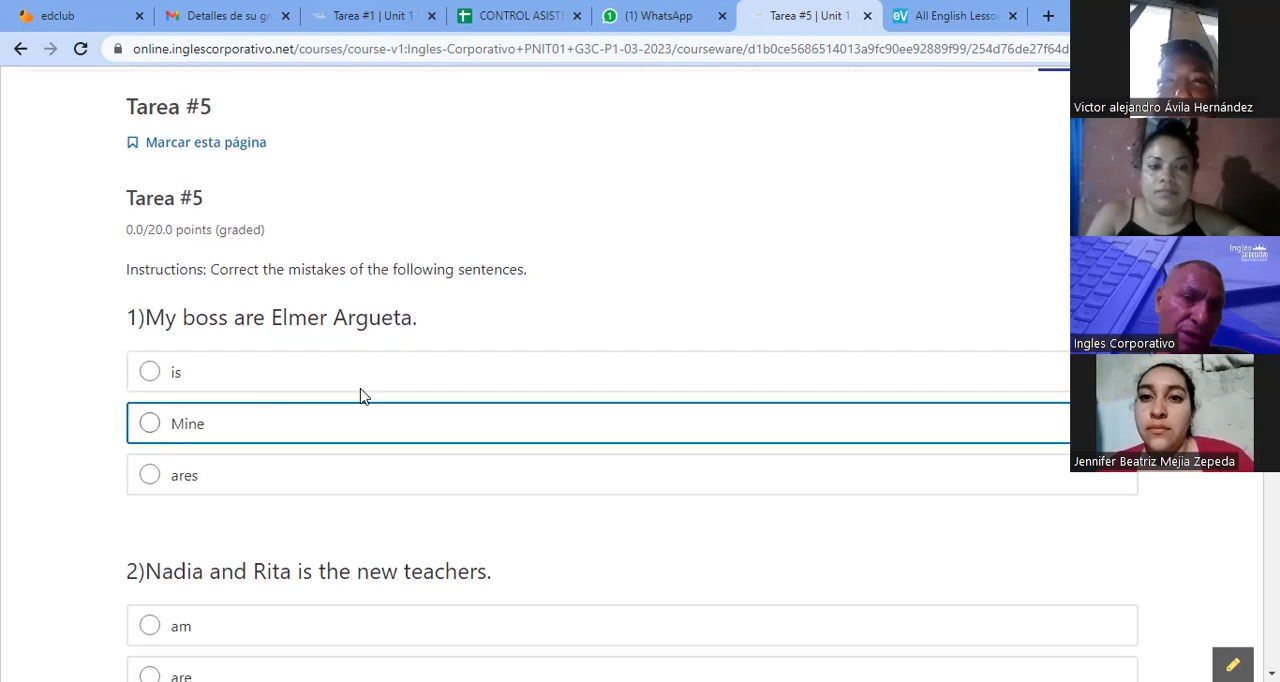 edclub
Detalles de su gr
Tarea #1 | Unit 1
CONTROL ASIST
(1) WhatsApp
Tarea #5 | Unit 1
All English Lesso
online.inglescorporativo.net/courses/course-v1:Ingles-Corporativo+PNIT01+G3C-P1-03-2023/courseware/d1b0ce5686514013a9fc90ee92889f99/254d76de27f64d
Tarea #5
Marcar esta página
Tarea #5
0.0/20.0 points (graded)
Instructions: Correct the mistakes of the following sentences.
1)My boss are Elmer Argueta.
is
Mine
ares
2)Nadia and Rita is the new teachers.
am
are
Victor alejandro Ávila Hernández
Ingles Corporativo
Jennifer Beatriz Mejia Zepeda